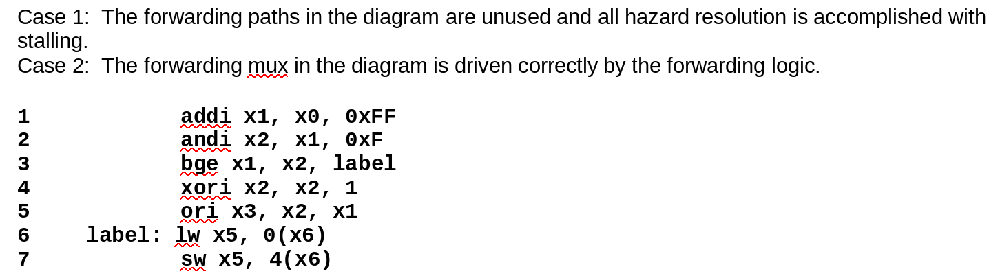 Case 1:  The forwarding paths in the diagram are unused and all hazard resolution is accomplished with
stalling.
Case 2:  The forwarding mux in the diagram is driven correctly by the forwarding logic.
1 addi x1, x0, 0xFF
2 andi x2, x1, 0xF
3 bge x1, x2, label
4 xori x2, x2, 1
5 ori x3, x2, x1
6 label: lw x5, 0(x6)
7 sw x5, 4(x6)